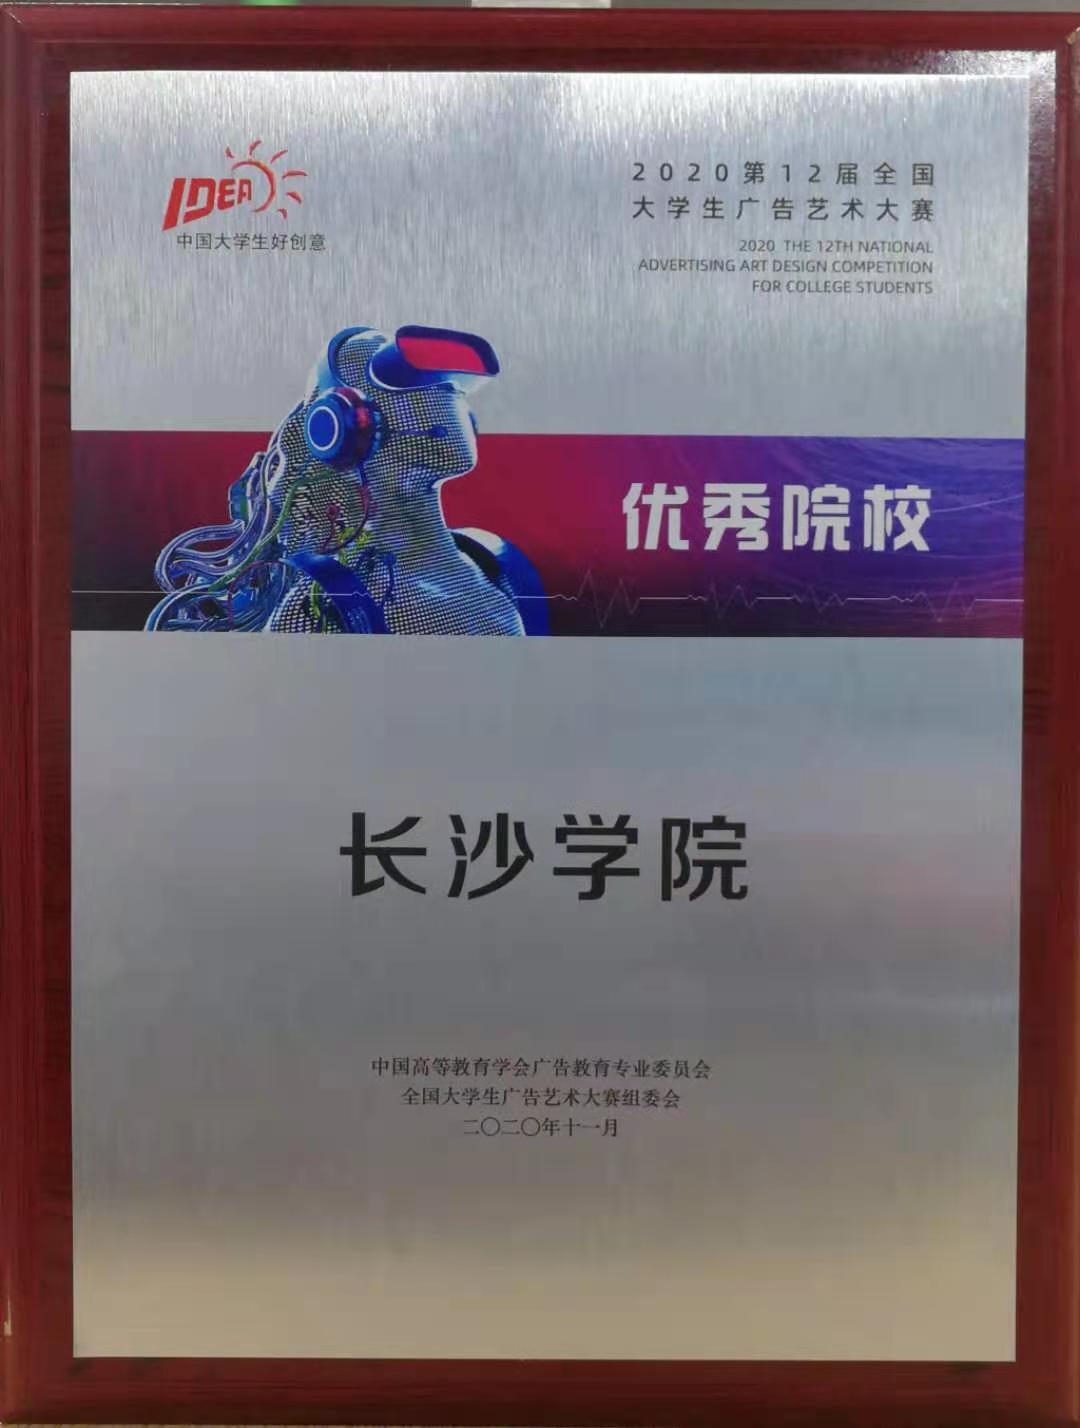 IDEA
中国大学生好创意
2020第12届全国
大学生广告艺术大赛
2020 THE 12TH NATIONAL
ADVERTISING ART DESIGN COMPETITION
FOR COLLEGE STUDENTS
优秀院校
长沙学院
中国高等教育学会广告教育专业委员会
全国大学生广告艺术大赛组委会
二〇二〇年十一月